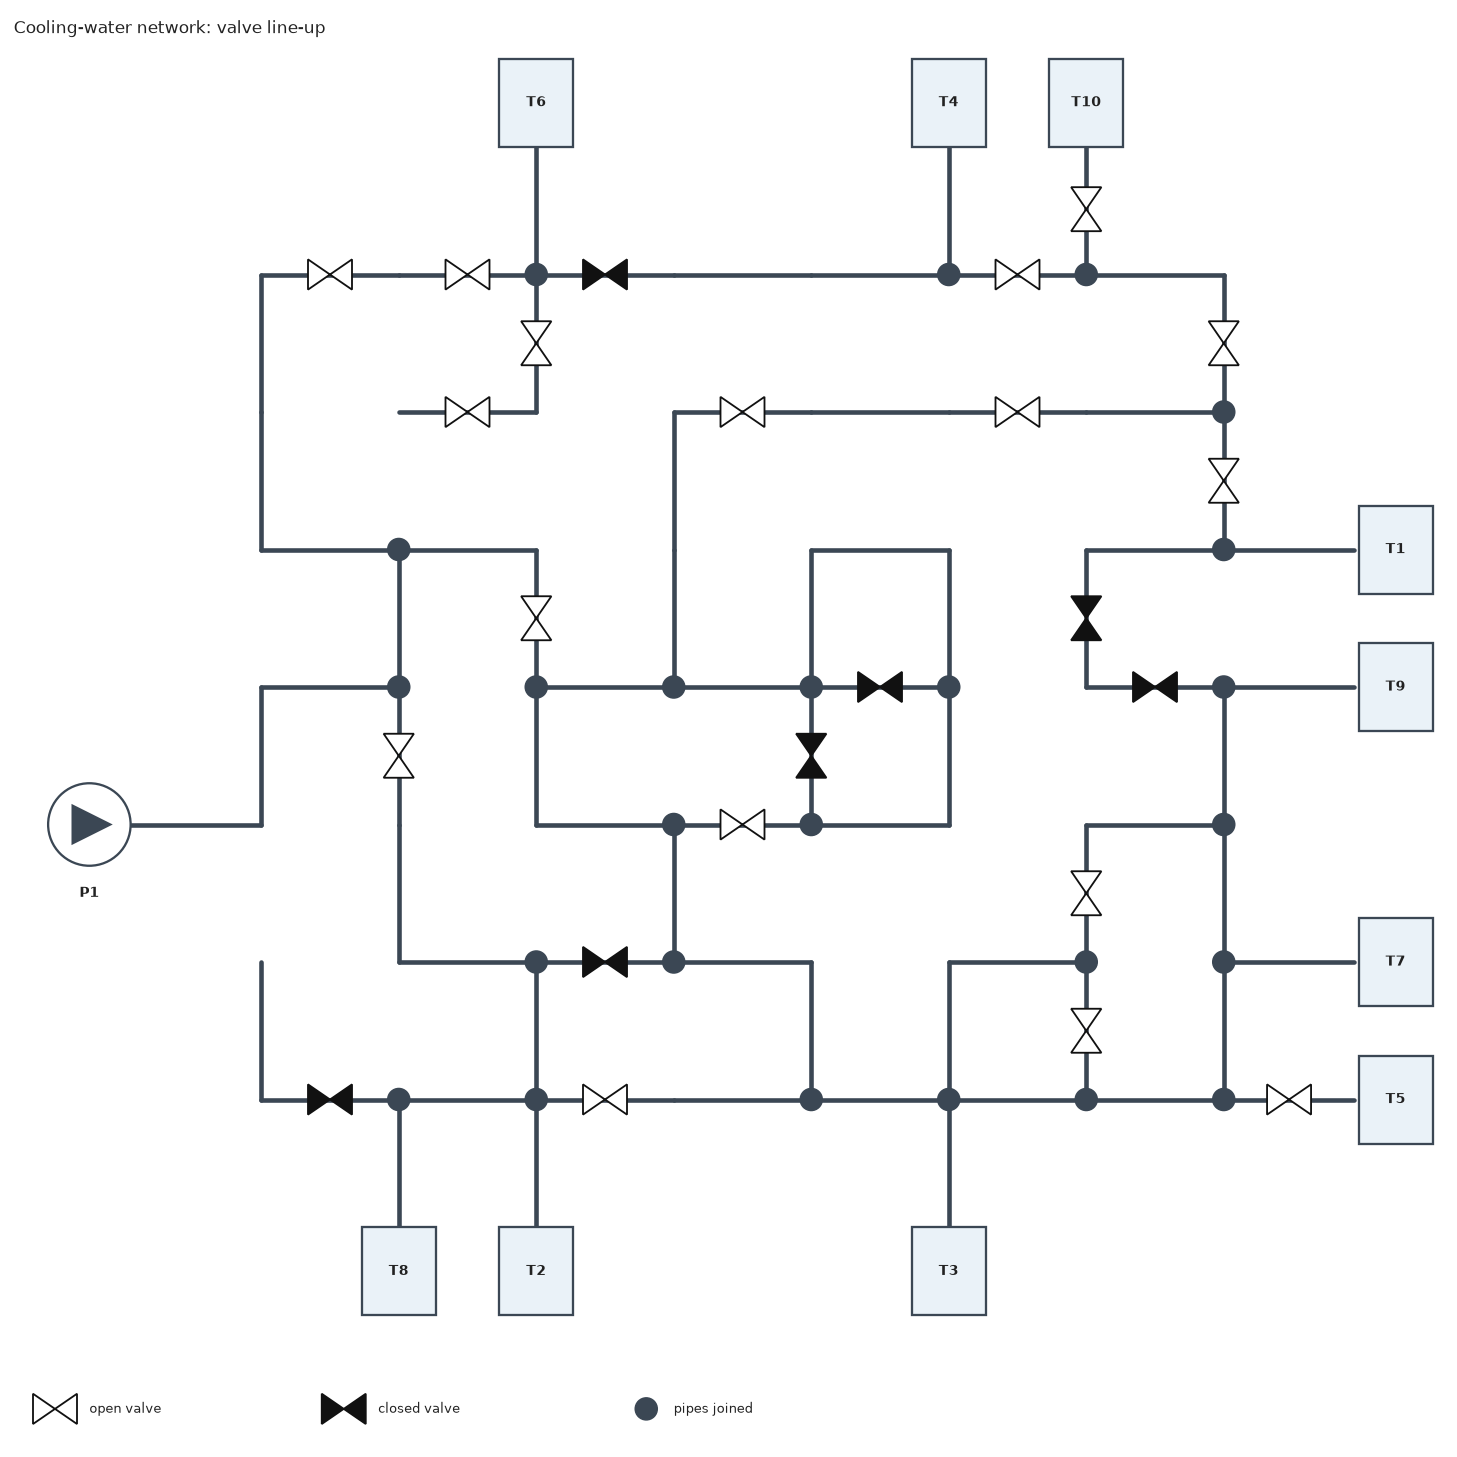 Cooling-water network: valve line-up
T6
T4
T10
T1
T9
P1
T7
T5
T8
T2
T3
open valve
closed valve
pipes joined